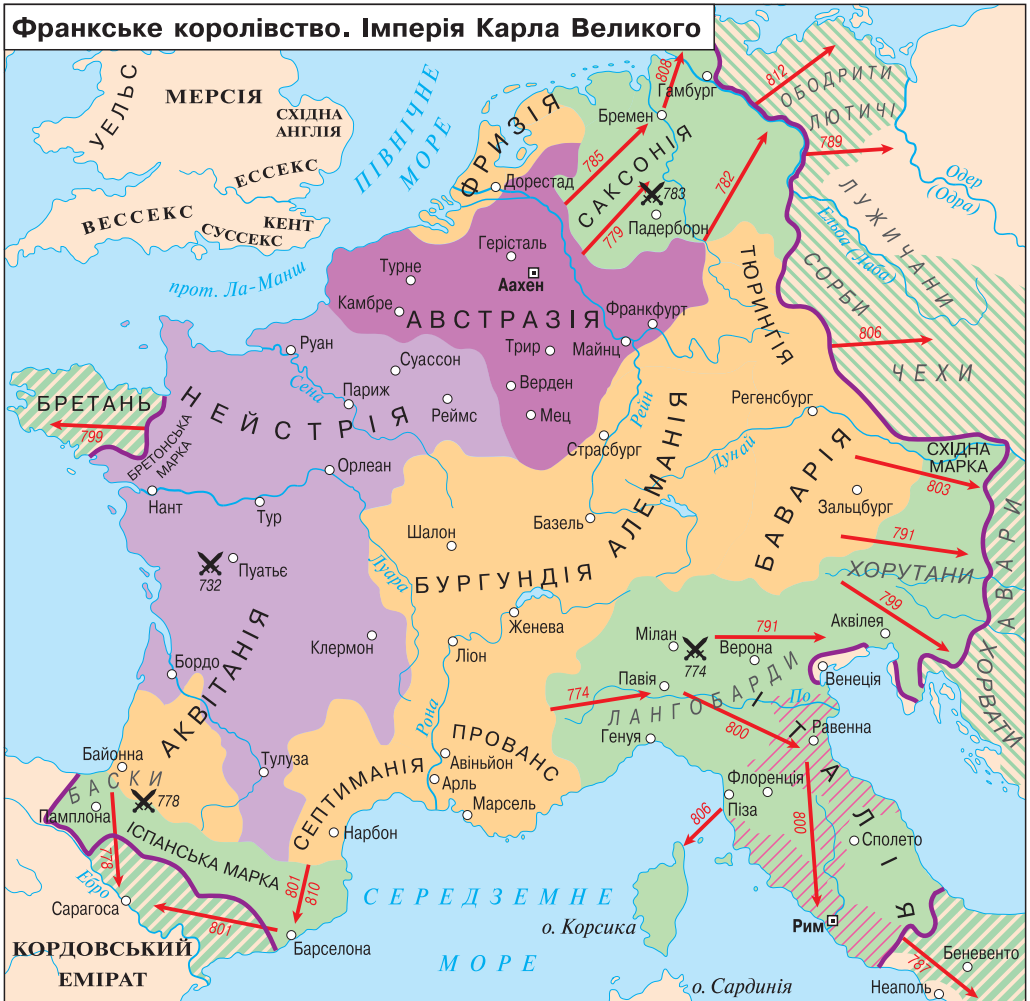 Франкське королівство. Імперія Карла Великого
УЕЛЬС
МЕРСІЯ
СХІДНА
АНГЛІЯ
ЕССЕКС
ВЕССЕКС
КЕНТ
СУССЕКС
ПІВНІЧНЕ
МОРЕ
прот. Ла-Манш
ФРИЗІЯ
Дорестад
808
Гамбург
812
ОБОДРИТИ
ЛЮТИЧІ
Бремен
785
САКСОНІЯ
783
782
789
779
Падерборн
Одер
(Одра)
ЛУЖИЧАНИ
Ельба (Лаба)
СОРБИ
Герісталь
Турне
Аахен
Камбре
АВСТРАЗІЯ
Франкфурт
ТЮРИНГІЯ
Трир
Майнц
806
ЧЕХИ
Руан
Суассон
Сена
Париж
Верден
Реймс
Мец
Рейн
Регенсбург
БРЕТАНЬ
799
БРЕТОНСЬКА
МАРКА
НЕЙСТРІЯ
Страсбург
Дунай
СХІДНА
МАРКА
803
Орлеан
Нант
Тур
АЛЕМАНІЯ
БАВАРІЯ
Зальцбург
Базель
Шалон
791
АВАРИ
732
Пуатьє
Луара
БУРГУНДІЯ
ХОРУТАНИ
799
Женева
Клермон
Ліон
Мілан
774
791
Верона
Аквілея
ХОРВАТИ
Бордо
АКВІТАНІЯ
Павія
Венеція
774
ЛАНГОБАРДИ
По
Рона
800
Генуя
Равенна
ІТАЛІЯ
ПРОВАНС
Байонна
Тулуза
Авіньйон
Арль
Марсель
СЕПТИМАНІЯ
Флоренція
Піза
БАСКИ
778
Памплона
Нарбон
806
800
Сполето
ІСПАНСЬКА МАРКА
778
Ебро
801
810
Сарагоса
801
Барселона
СЕРЕДЗЕМНЕ
МОРЕ
о. Корсика
Рим
КОРДОВСЬКИЙ
ЕМІРАТ
787
Беневенто
Неаполь
о. Сардинія